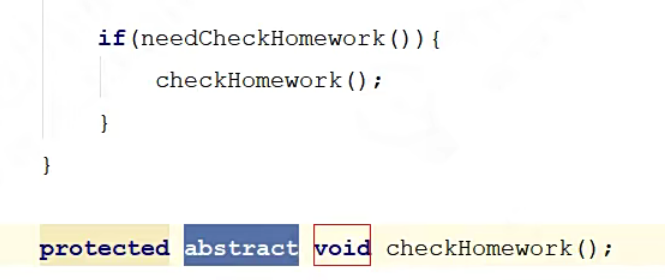 if(needCheckHomework()){
checkHomework();
}
}
protected abstract void checkHomework();